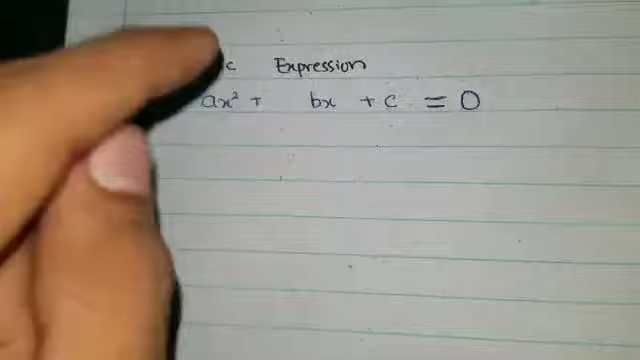 Expression
ax² + bx + c = 0